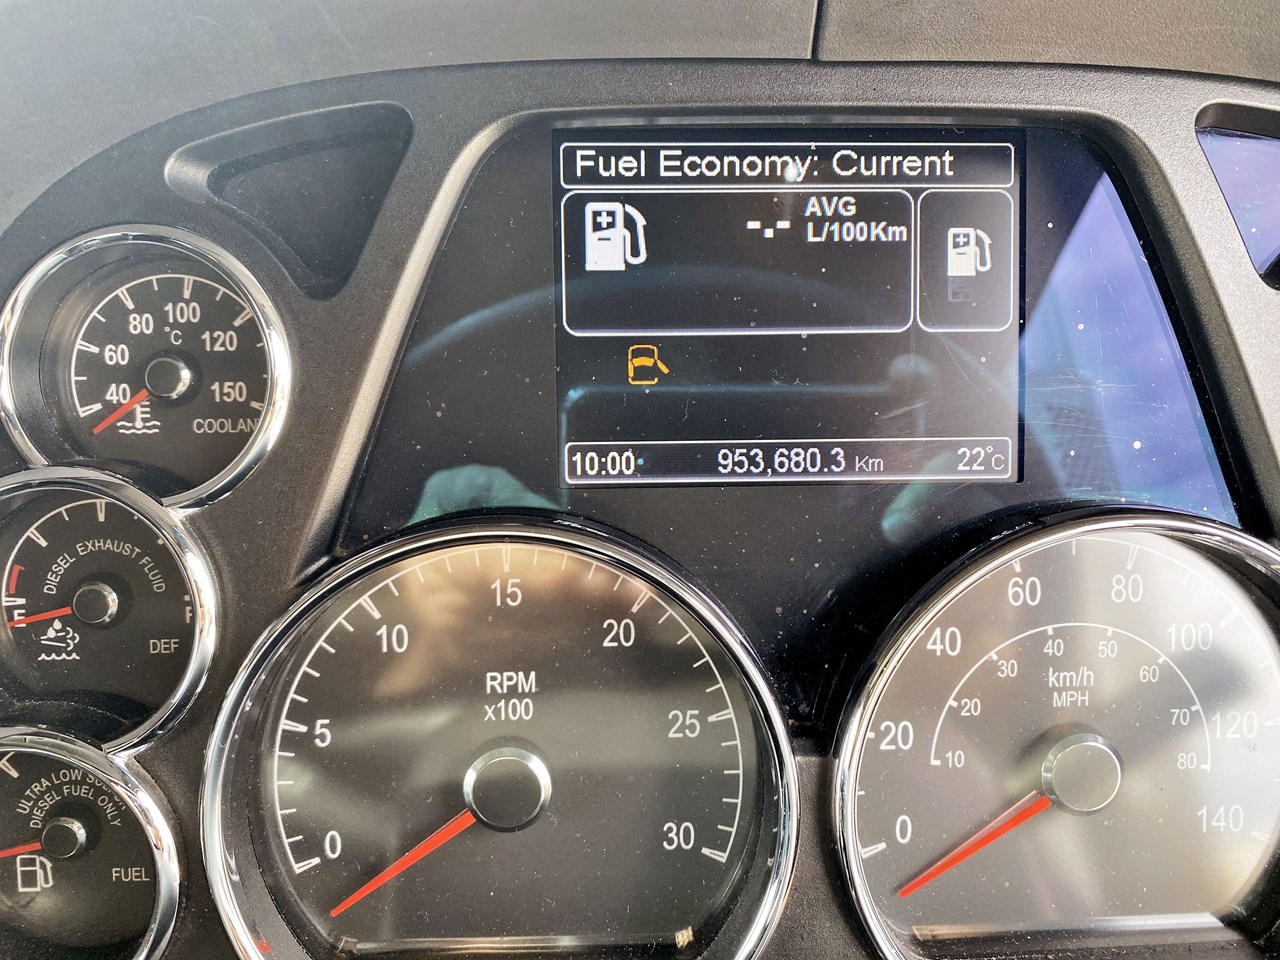 Fuel Economy: Current
-.- AVG
L/100Km
10:00 953,680.3 Km 22°C
40 60 80 100 120 150
°C
COOLAN
DIESEL EXHAUST FLUID
E F
DEF
ULTRA LOW
DIESEL FUEL ONLY
FUEL
0 5 10 15 20 25 30
RPM
x100
0 20 40 60 80 100 120 140
km/h
MPH
10 20 30 40 50 60 70 80